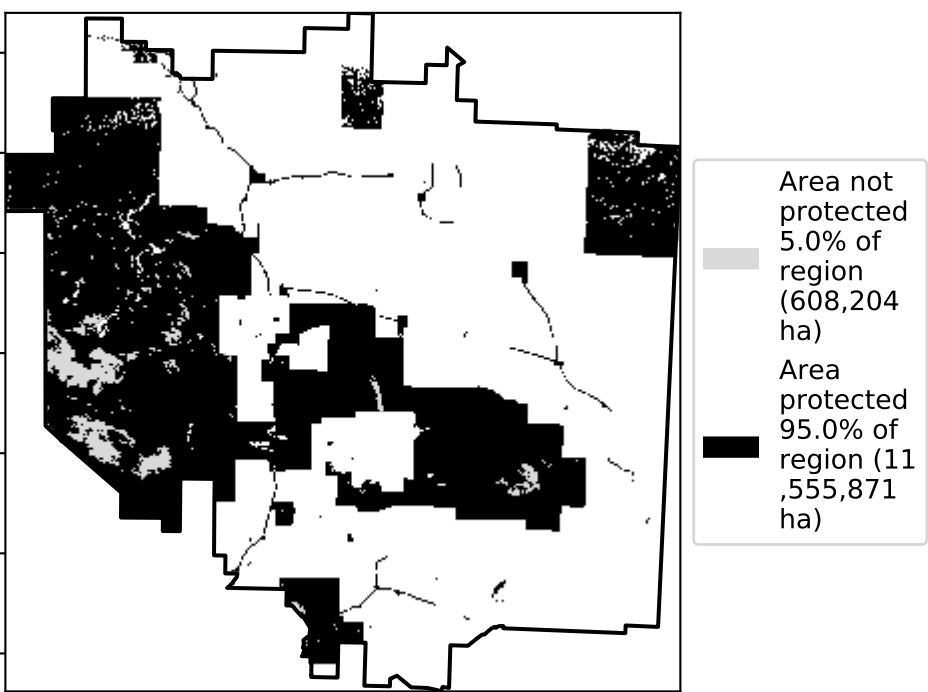 Area not
protected
5.0% of
region
(608,204
ha)
Area
protected
95.0% of
region (11
,555,871
ha)